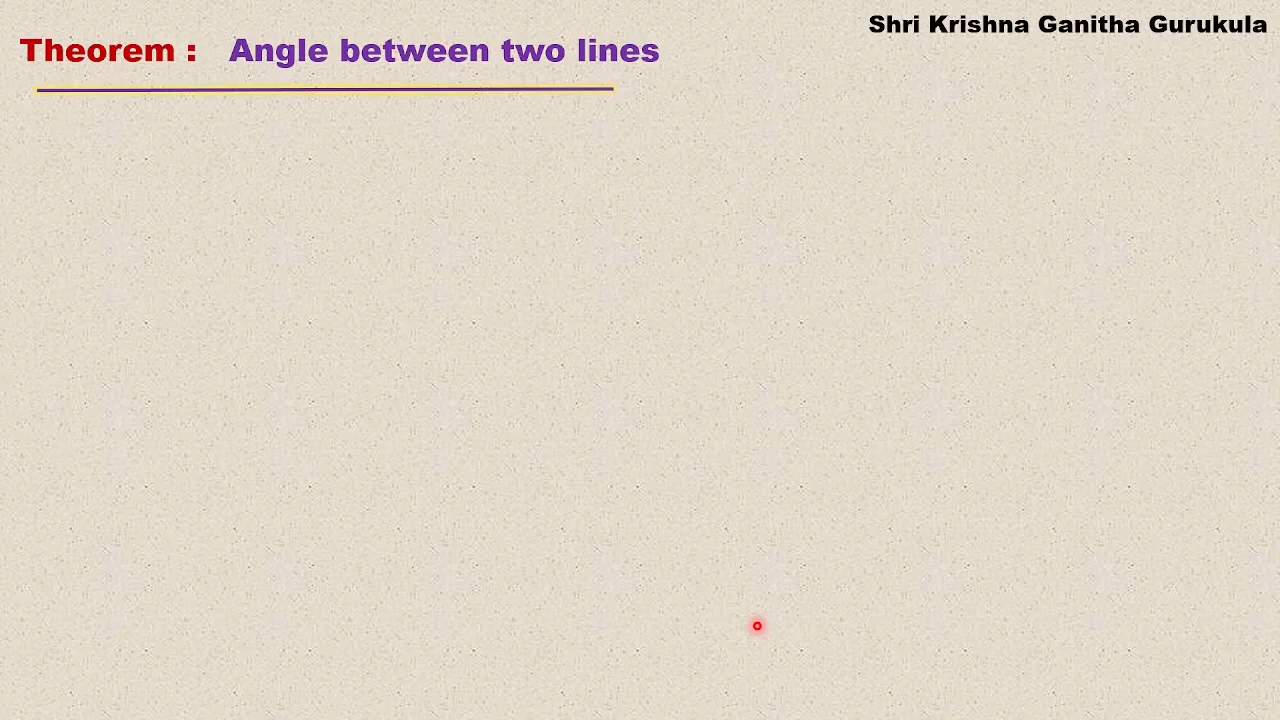 Shri Krishna Ganitha Gurukula
Theorem : Angle between two lines